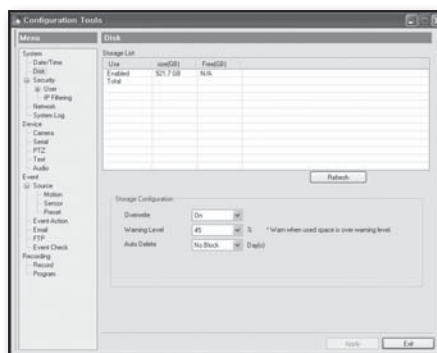 Configuration Tools
Menu
Disk
System
Date/Time
Disk
Security
User
IP Filtering
Network
System Log
Device
Camera
Serial
PTZ
Text
Audio
Event
Source
Motion
Sensor
Preset
Event Action
Email
FTP
Event Check
Recording
Record
Program
Storage List
Use size(GB) Free(GB)
Enabled 921.7 GB N/A
Total
Refresh
Storage Configuration
Overwrite On
Warning Level 45 % * Warn when used space is over warning level.
Auto Delete No Block Day(s)
Apply Exit